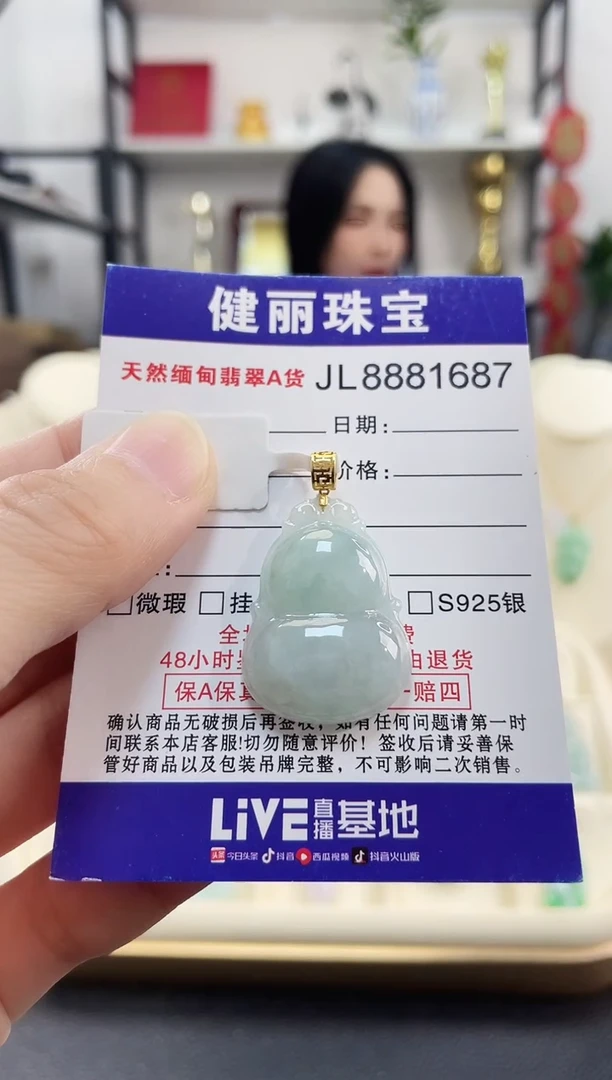 健丽珠宝
天然缅甸翡翠A货 JL8881687
日期:
价格:
:
微瑕 挂 S925银
全 费
48小时 由退货
保A保真 一赔四
确认商品无破损后再签收,如有任何问题请第一时
间联系本店客服!切勿随意评价! 签收后请妥善保
管好商品以及包装吊牌完整,不可影响二次销售。
LiVE直播基地
头条 今日头条 抖音 西瓜视频 抖音火山版